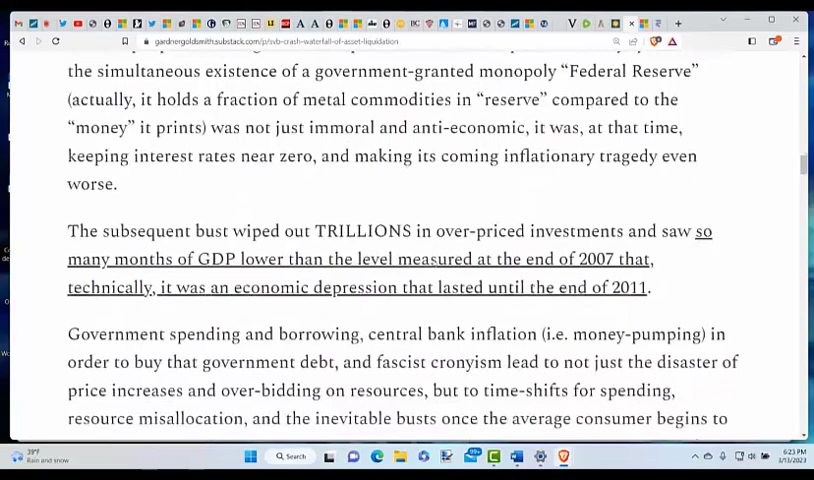 gardnergoldsmith.substack.com/p/svb-crash-waterfall-of-asset-liquidation
the simultaneous existence of a government-granted monopoly “Federal Reserve”
(actually, it holds a fraction of metal commodities in “reserve” compared to the
“money” it prints) was not just immoral and anti-economic, it was, at that time,
keeping interest rates near zero, and making its coming inflationary tragedy even
worse.
The subsequent bust wiped out TRILLIONS in over-priced investments and saw so
many months of GDP lower than the level measured at the end of 2007 that,
technically, it was an economic depression that lasted until the end of 2011.
Government spending and borrowing, central bank inflation (i.e. money-pumping) in
order to buy that government debt, and fascist cronyism lead to not just the disaster of
price increases and over-bidding on resources, but to time-shifts for spending,
resource misallocation, and the inevitable busts once the average consumer begins to
39°F
Rain and snow
Search
99+
6:23 PM
3/13/2023